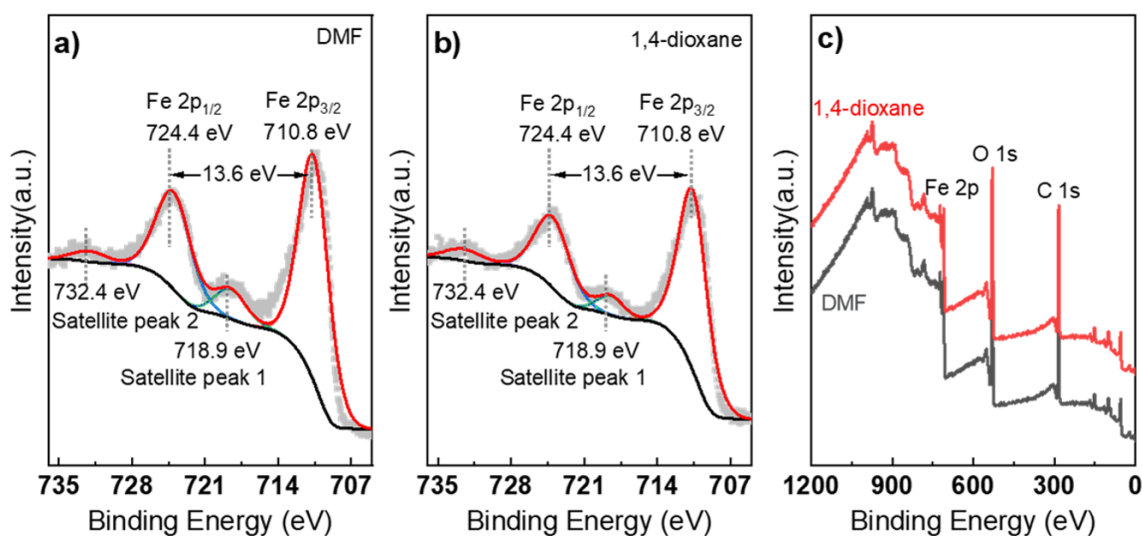 a)
DMF
Fe 2p1/2
724.4 eV
Fe 2p3/2
710.8 eV
13.6 eV
732.4 eV
Satellite peak 2
718.9 eV
Satellite peak 1
Intensity(a.u.)
735 728 721 714 707
Binding Energy (eV)
b)
1,4-dioxane
Fe 2p1/2
724.4 eV
Fe 2p3/2
710.8 eV
13.6 eV
732.4 eV
Satellite peak 2
718.9 eV
Satellite peak 1
Intensity(a.u.)
735 728 721 714 707
Binding Energy (eV)
c)
1,4-dioxane
O 1s
Fe 2p
C 1s
DMF
Intensity(a.u.)
1200 900 600 300 0
Binding Energy (eV)